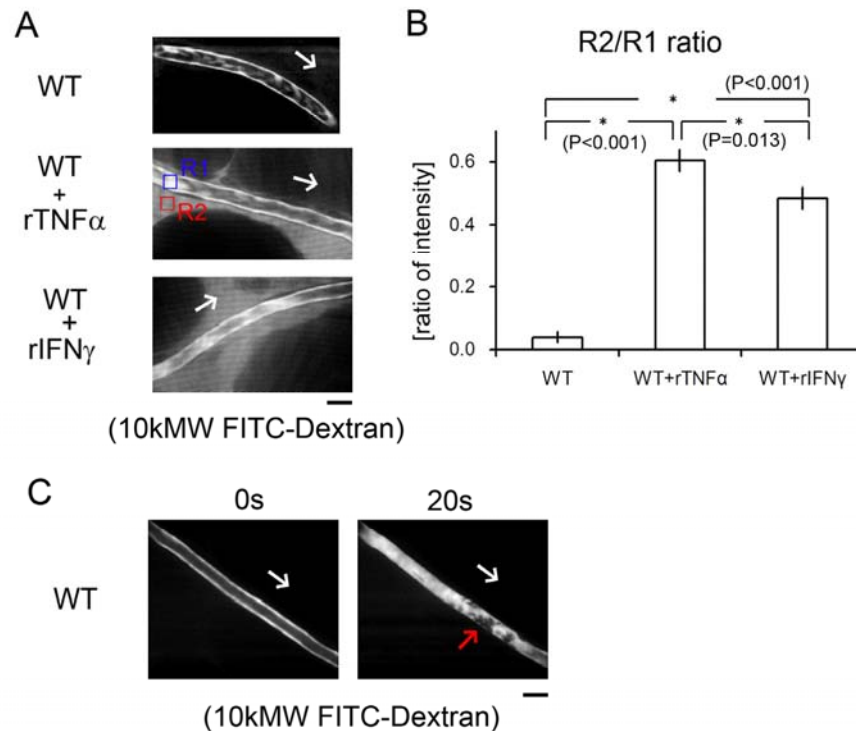 A
WT
WT
+
rTNFα
R1
R2
WT
+
rIFNγ
(10kMW FITC-Dextran)
B
R2/R1 ratio
(P<0.001)
*
* *
(P<0.001) (P=0.013)
[ratio of intensity]
0.6
0.4
0.2
0.0
WT WT+rTNFα WT+rIFNγ
C
0s 20s
WT
(10kMW FITC-Dextran)